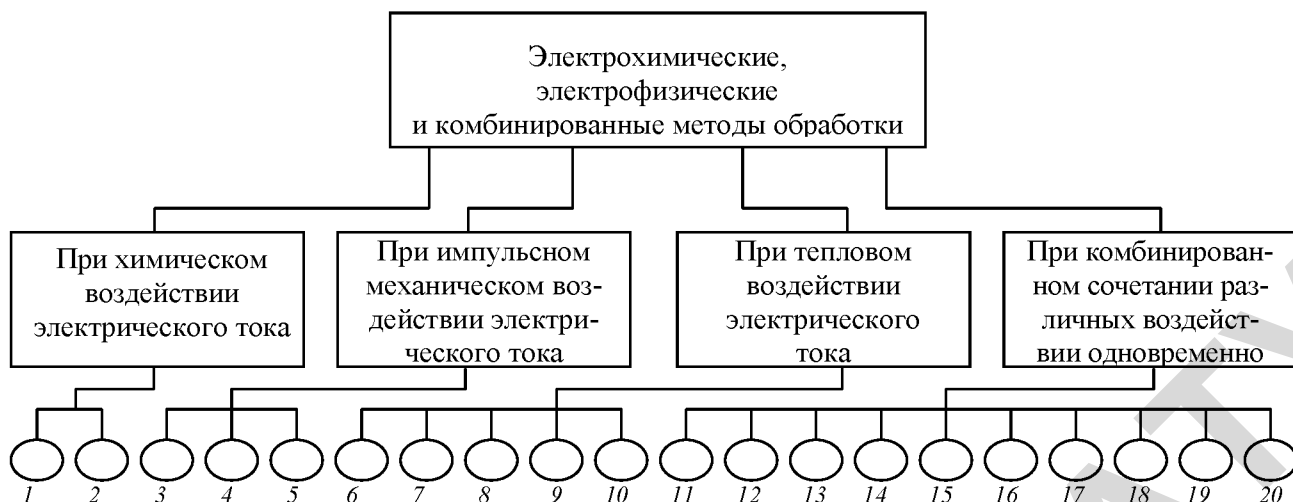 Электрохимические,
электрофизические
и комбинированные методы обработки
При химическом
воздействии
электрического тока
При импульсном
механическом воз-
действии электри-
ческого тока
При тепловом
воздействии
электрического
тока
При комбинирован-
ном сочетании раз-
личных воздейст-
вии одновременно
1 2 3 4 5 6 7 8 9 10 11 12 13 14 15 16 17 18 19 20